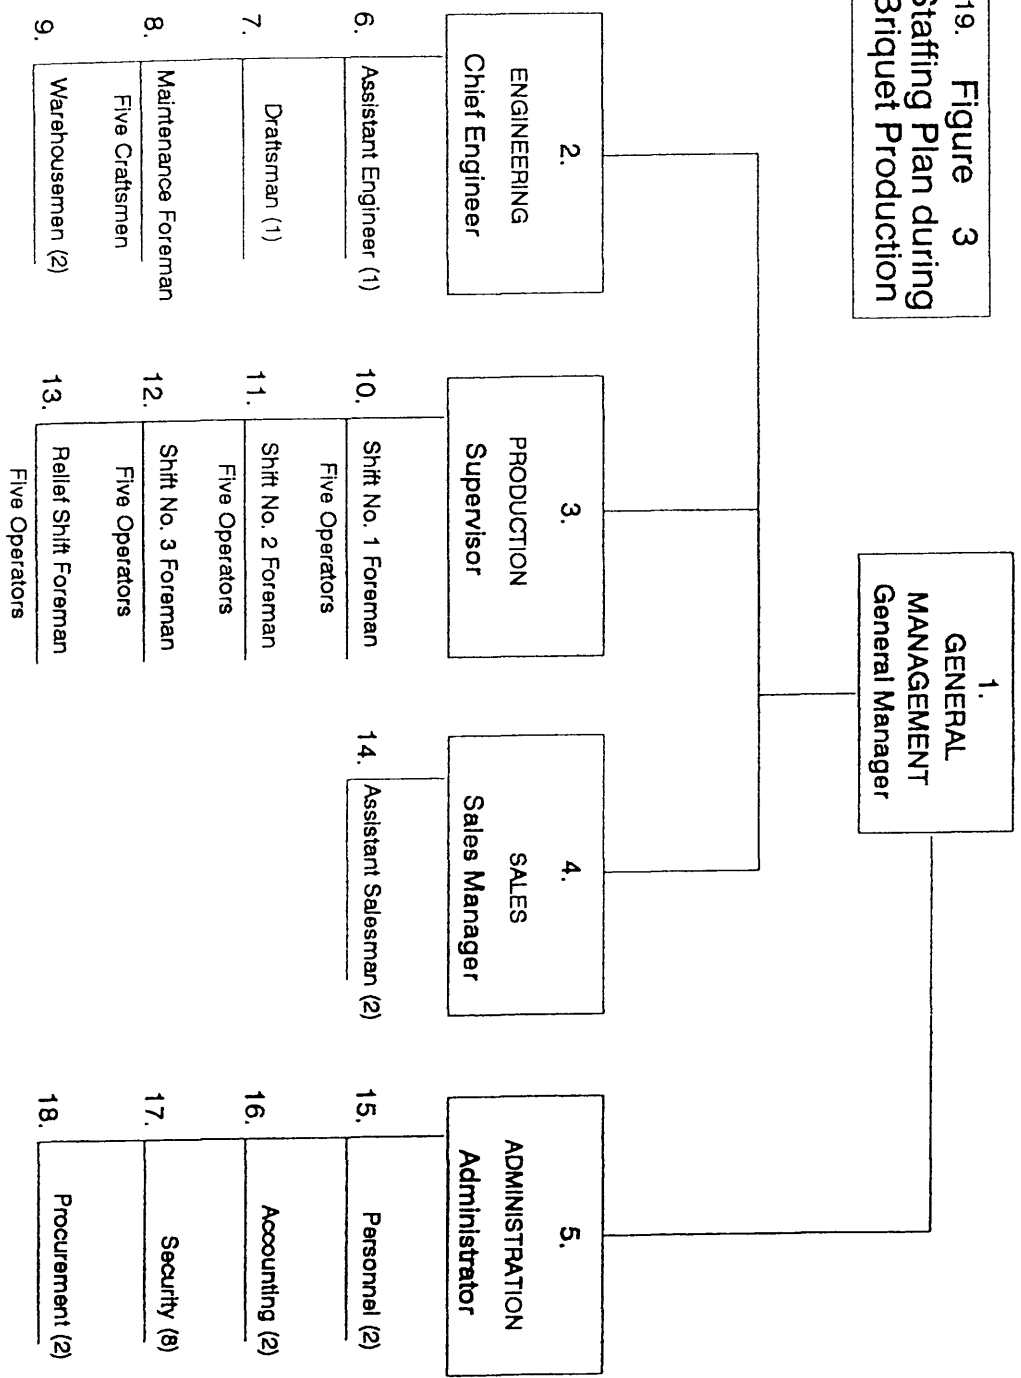 19. Figure 3
Staffing Plan during
Briquet Production
1.
GENERAL
MANAGEMENT
General Manager
2.
ENGINEERING
Chief Engineer
6. Assistant Engineer (1)
7. Draftsman (1)
8. Maintenance Foreman
Five Craftsmen
9. Warehousemen (2)
3.
PRODUCTION
Supervisor
10. Shift No. 1 Foreman
Five Operators
11. Shift No. 2 Foreman
Five Operators
12. Shift No. 3 Foreman
Five Operators
13. Relief Shift Foreman
Five Operators
4.
SALES
Sales Manager
14. Assistant Salesman (2)
5.
ADMINISTRATION
Administrator
15. Personnel (2)
16. Accounting (2)
17. Security (8)
18. Procurement (2)